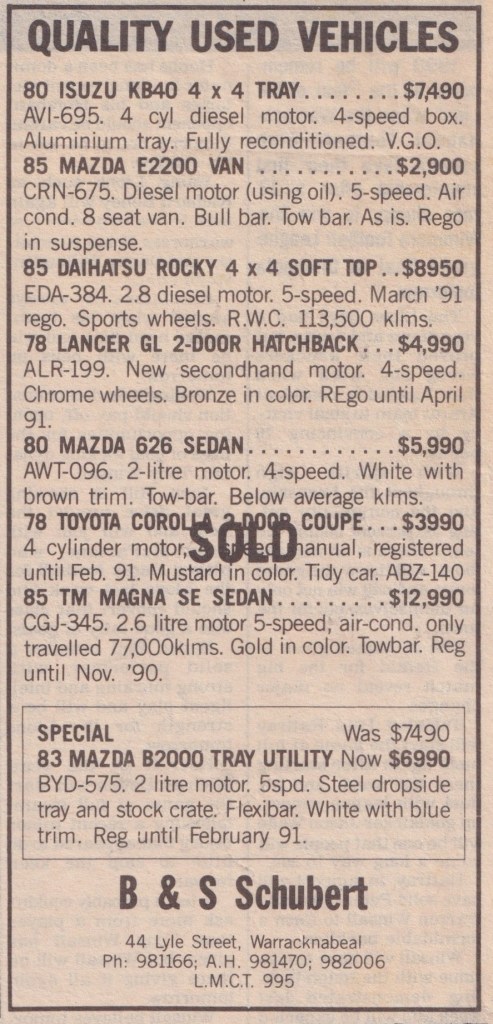 QUALITY USED VEHICLES
80 ISUZU KB40 4 x 4 TRAY........$7,490
AVI-695. 4 cyl diesel motor. 4-speed box.
Aluminium tray. Fully reconditioned. V.G.O.
85 MAZDA E2200 VAN ...........$2,900
CRN-675. Diesel motor (using oil). 5-speed. Air
cond. 8 seat van. Bull bar. Tow bar. As is. Rego
in suspense.
85 DAIHATSU ROCKY 4 x 4 SOFT TOP..$8950
EDA-384. 2.8 diesel motor. 5-speed. March '91
rego. Sports wheels. R.W.C. 113,500 klms.
78 LANCER GL 2-DOOR HATCHBACK...$4,990
ALR-199. New secondhand motor. 4-speed.
Chrome wheels. Bronze in color. REgo until April
91.
80 MAZDA 626 SEDAN.............$5,990
AWT-096. 2-litre motor. 4-speed. White with
brown trim. Tow-bar. Below average klms.
78 TOYOTA COROLLA 2-DOOR COUPE...$3990
SOLD
4 cylinder motor, 4 speed manual, registered
until Feb. 91. Mustard in color. Tidy car. ABZ-140
85 TM MAGNA SE SEDAN.........$12,990
CGJ-345. 2.6 litre motor 5-speed, air-cond. only
travelled 77,000klms. Gold in color. Towbar. Reg
until Nov. '90.
SPECIAL Was $7490
83 MAZDA B2000 TRAY UTILITY Now $6990
BYD-575. 2 litre motor. 5spd. Steel dropside
tray and stock crate. Flexibar. White with blue
trim. Reg until February 91.
B & S Schubert
44 Lyle Street, Warracknabeal
Ph: 981166; A.H. 981470; 982006
L.M.C.T. 995